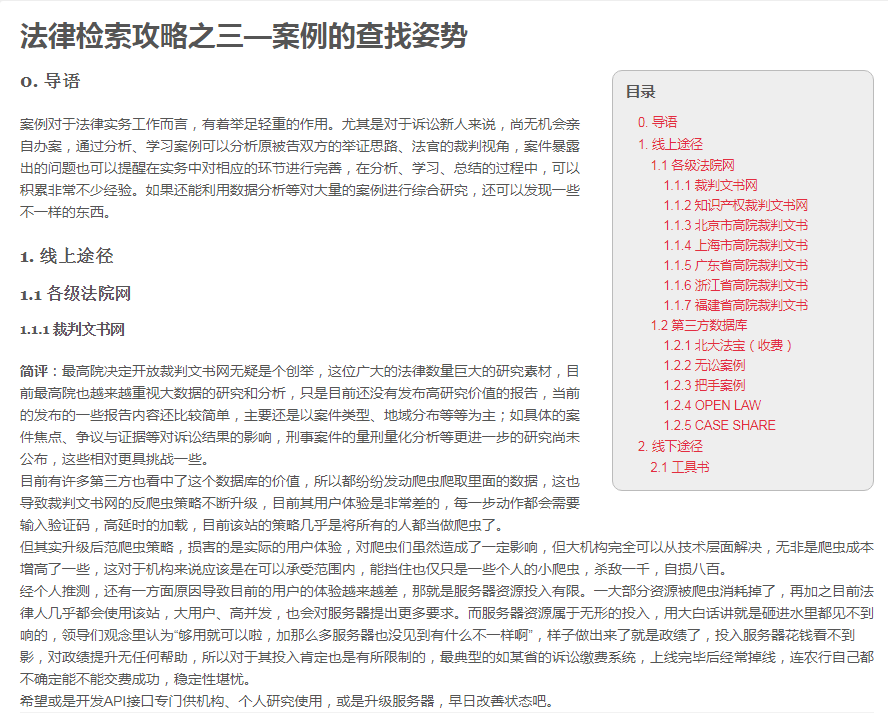 法律检索攻略之三—案例的查找姿势
0. 导语
案例对于法律实务工作而言，有着举足轻重的作用。尤其是对于诉讼新人来说，尚无机会亲
自办案，通过分析、学习案例可以分析原被告双方的举证思路、法官的裁判视角，案件暴露
出的问题也可以提醒在实务中对相应的环节进行完善，在分析、学习、总结的过程中，可以
积累非常不少经验。如果还能利用数据分析等对大量的案例进行综合研究，还可以发现一些
不一样的东西。
1. 线上途径
1.1 各级法院网
1.1.1 裁判文书网
简评：最高院决定开放裁判文书网无疑是个创举，这位广大的法律数量巨大的研究素材，目
前最高院也越来越重视大数据的研究和分析，只是目前还没有发布高研究价值的报告，当前
的发布的一些报告内容还比较简单，主要还是以案件类型、地域分布等等为主；如具体的案
件焦点、争议与证据等对诉讼结果的影响，刑事案件的量刑量化分析等更进一步的研究尚未
公布，这些相对更具挑战一些。
目前有许多第三方也看中了这个数据库的价值，所以都纷纷发动爬虫爬取里面的数据，这也
导致裁判文书网的反爬虫策略不断升级，目前其用户体验是非常差的，每一步动作都会需要
输入验证码，高延时的加载，目前该站的策略几乎是将所有的人都当做爬虫了。
但其实升级后范爬虫策略，损害的是实际的用户体验，对爬虫们虽然造成了一定影响，但大机构完全可以从技术层面解决，无非是爬虫成本
增高了一些，这对于机构来说应该是在可以承受范围内，能挡住也仅只是一些个人的小爬虫，杀敌一千，自损八百。
经个人推测，还有一方面原因导致目前的用户的体验越来越差，那就是服务器资源投入有限。一大部分资源被爬虫消耗掉了，再加之目前法
律人几乎都会使用该站，大用户、高并发，也会对服务器提出更多要求。而服务器资源属于无形的投入，用大白话讲就是砸进水里都见不到
响的，领导们观念里认为“够用就可以啦，加那么多服务器也没见到有什么不一样啊”，样子做出来了就是政绩了，投入服务器花钱看不到
影，对政绩提升无任何帮助，所以对于其投入肯定也是有所限制的，最典型的如某省的诉讼缴费系统，上线完毕后经常掉线，连农行自己都
不确定能不能交费成功，稳定性堪忧。
希望或是开发API接口专门供机构、个人研究使用，或是升级服务器，早日改善状态吧。
目录
0. 导语
1. 线上途径
1.1 各级法院网
1.1.1 裁判文书网
1.1.2 知识产权裁判文书网
1.1.3 北京市高院裁判文书
1.1.4 上海市高院裁判文书
1.1.5 广东省高院裁判文书
1.1.6 浙江省高院裁判文书
1.1.7 福建省高院裁判文书
1.2 第三方数据库
1.2.1 北大法宝（收费）
1.2.2 无讼案例
1.2.3 把手案例
1.2.4 OPEN LAW
1.2.5 CASE SHARE
2. 线下途径
2.1 工具书